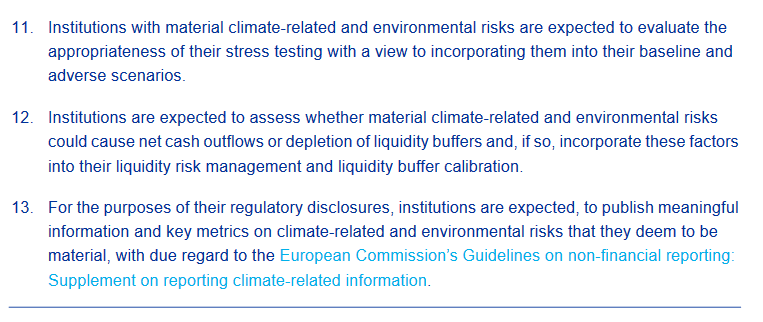 11. Institutions with material climate-related and environmental risks are expected to evaluate the
appropriateness of their stress testing with a view to incorporating them into their baseline and
adverse scenarios.
12. Institutions are expected to assess whether material climate-related and environmental risks
could cause net cash outflows or depletion of liquidity buffers and, if so, incorporate these factors
into their liquidity risk management and liquidity buffer calibration.
13. For the purposes of their regulatory disclosures, institutions are expected, to publish meaningful
information and key metrics on climate-related and environmental risks that they deem to be
material, with due regard to the European Commission's Guidelines on non-financial reporting:
Supplement on reporting climate-related information.